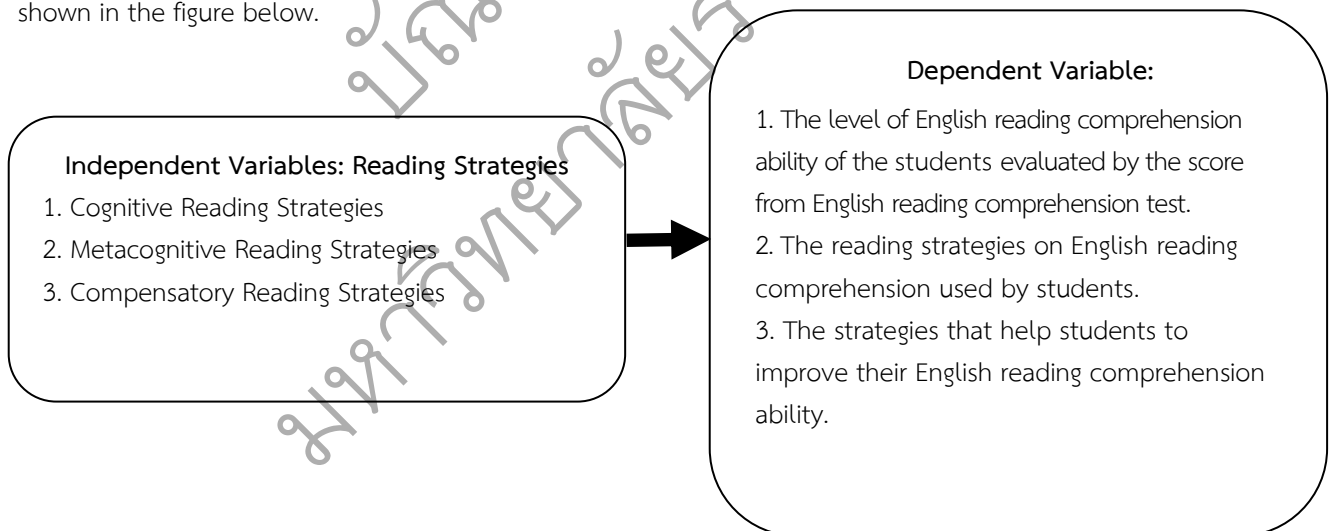 shown in the figure below.
Independent Variables: Reading Strategies
1. Cognitive Reading Strategies
2. Metacognitive Reading Strategies
3. Compensatory Reading Strategies
Dependent Variable:
1. The level of English reading comprehension
ability of the students evaluated by the score
from English reading comprehension test.
2. The reading strategies on English reading
comprehension used by students.
3. The strategies that help students to
improve their English reading comprehension
ability.